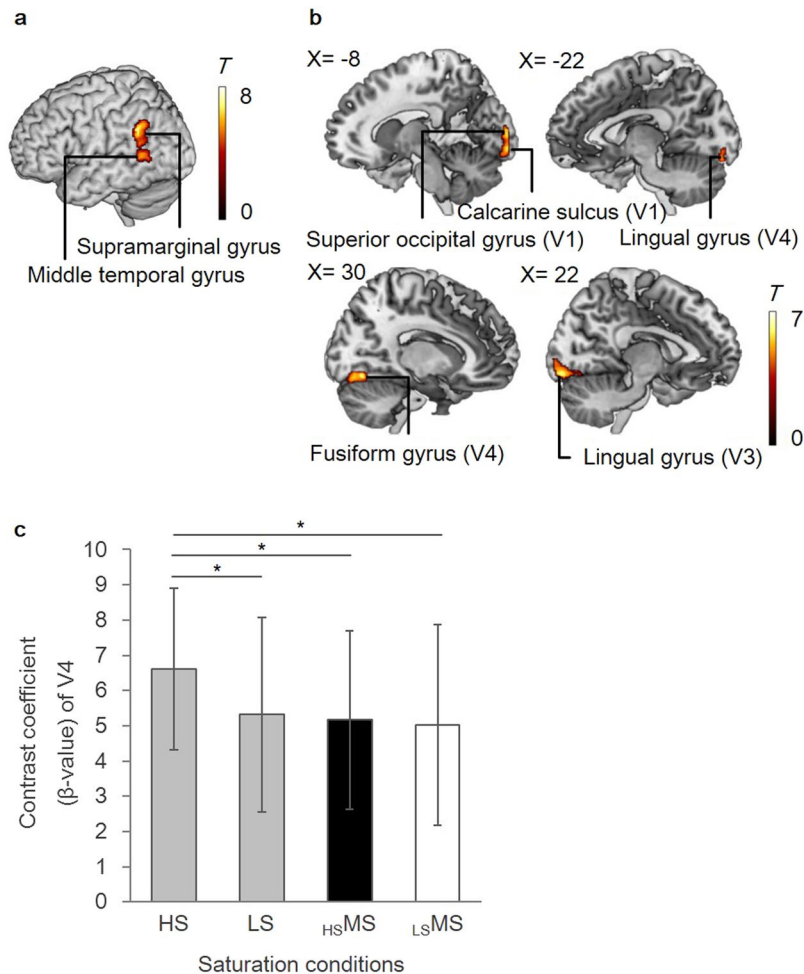 a
T
8
0
Supramarginal gyrus
Middle temporal gyrus
b
X= -8
X= -22
Calcarine sulcus (V1)
Superior occipital gyrus (V1)
Lingual gyrus (V4)
X= 30
X= 22
T
7
0
Fusiform gyrus (V4)
Lingual gyrus (V3)
c
*
*
*
10
9
8
7
6
5
4
3
2
1
0
Contrast coefficient
(β-value) of V4
HS LS HSMS LSMS
Saturation conditions